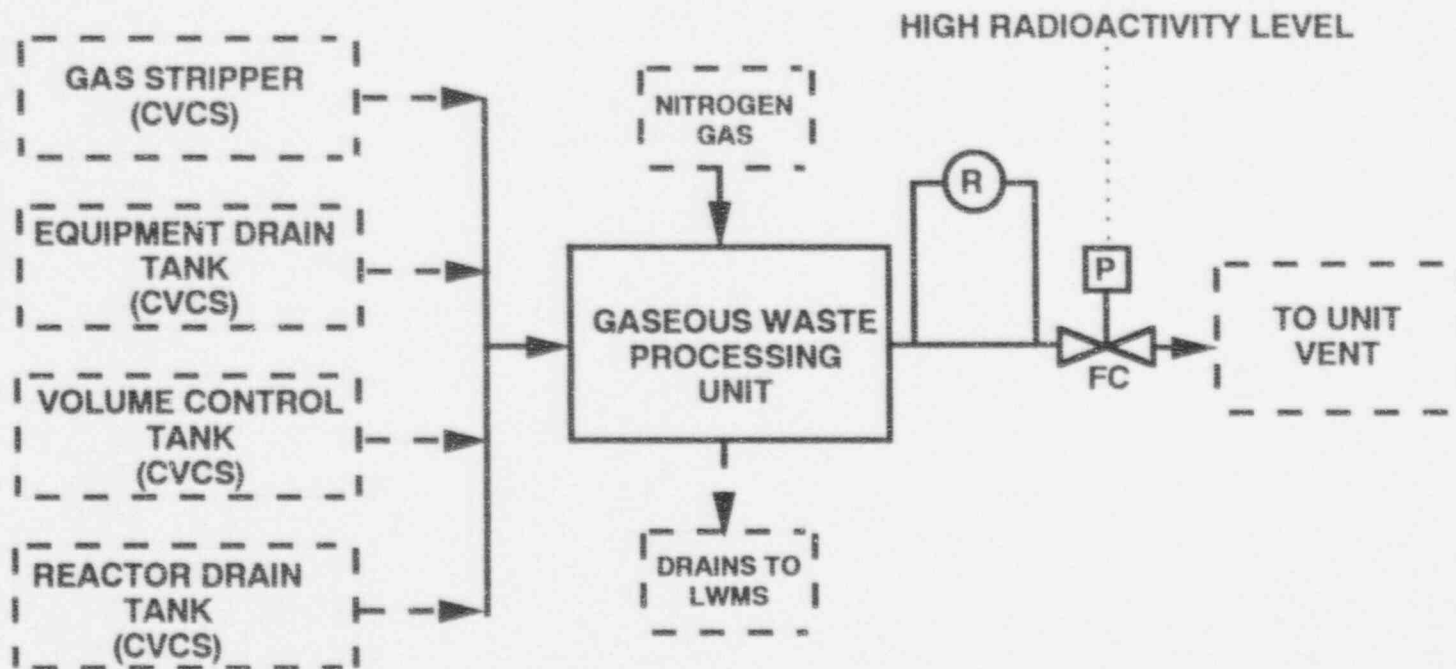 HIGH RADIOACTIVITY LEVEL
GAS STRIPPER
(CVCS)
NITROGEN
GAS
R
EQUIPMENT DRAIN
TANK
(CVCS)
P
GASEOUS WASTE
PROCESSING
UNIT
TO UNIT
VENT
FC
VOLUME CONTROL
TANK
(CVCS)
DRAINS TO
LWMS
REACTOR DRAIN
TANK
(CVCS)